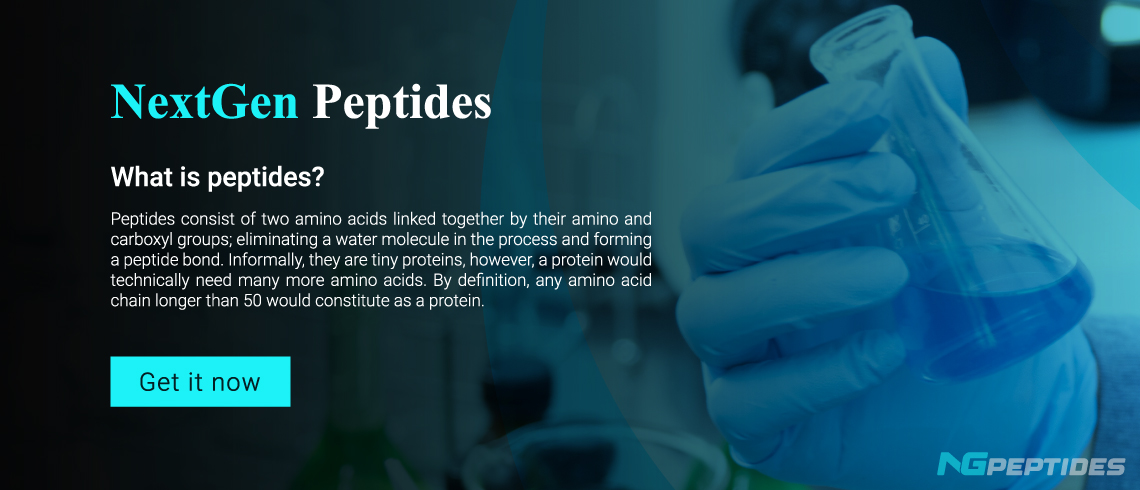 NextGen Peptides
What is peptides?
Peptides consist of two amino acids linked together by their amino and
carboxyl groups; eliminating a water molecule in the process and forming
a peptide bond. Informally, they are tiny proteins, however, a protein would
technically need many more amino acids. By definition, any amino acid
chain longer than 50 would constitute as a protein.
Get it now
NGPEPTIDES